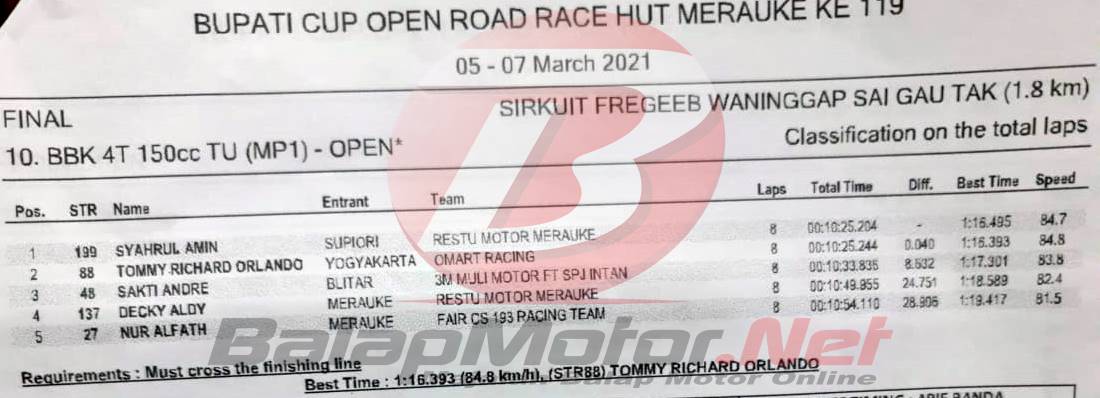 BUPATI CUP OPEN ROAD RACE HUT MERAUKE KE 119
05 - 07 March 2021
FINAL SIRKUIT FREGEEB WANINGGAP SAI GAU TAK (1.8 km)
10. BBK 4T 150cc TU (MP1) - OPEN* Classification on the total laps
Pos. STR Name Entrant Team Laps Total Time Diff. Best Time Speed
1 199 SYAHRUL AMIN SUPIORI RESTU MOTOR MERAUKE 8 00:10:25.204 - 1:16.495 84.7
2 88 TOMMY RICHARD ORLANDO YOGYAKARTA OMART RACING 8 00:10:25.244 0.040 1:16.393 84.8
3 48 SAKTI ANDRE BLITAR 3M MULI MOTOR FT SPJ INTAN 8 00:10:33.836 8.632 1:17.301 83.8
4 137 DECKY ALDY MERAUKE RESTU MOTOR MERAUKE 8 00:10:49.955 24.751 1:18.589 82.4
5 27 NUR ALFATH MERAUKE FAIR CS 193 RACING TEAM 8 00:10:54.110 28.906 1:19.417 81.5
BalapMotor.Net
Requirements : Must cross the finishing line
Best Time : 1:16.393 (84.8 km/h), (STR88) TOMMY RICHARD ORLANDO
Motor Online